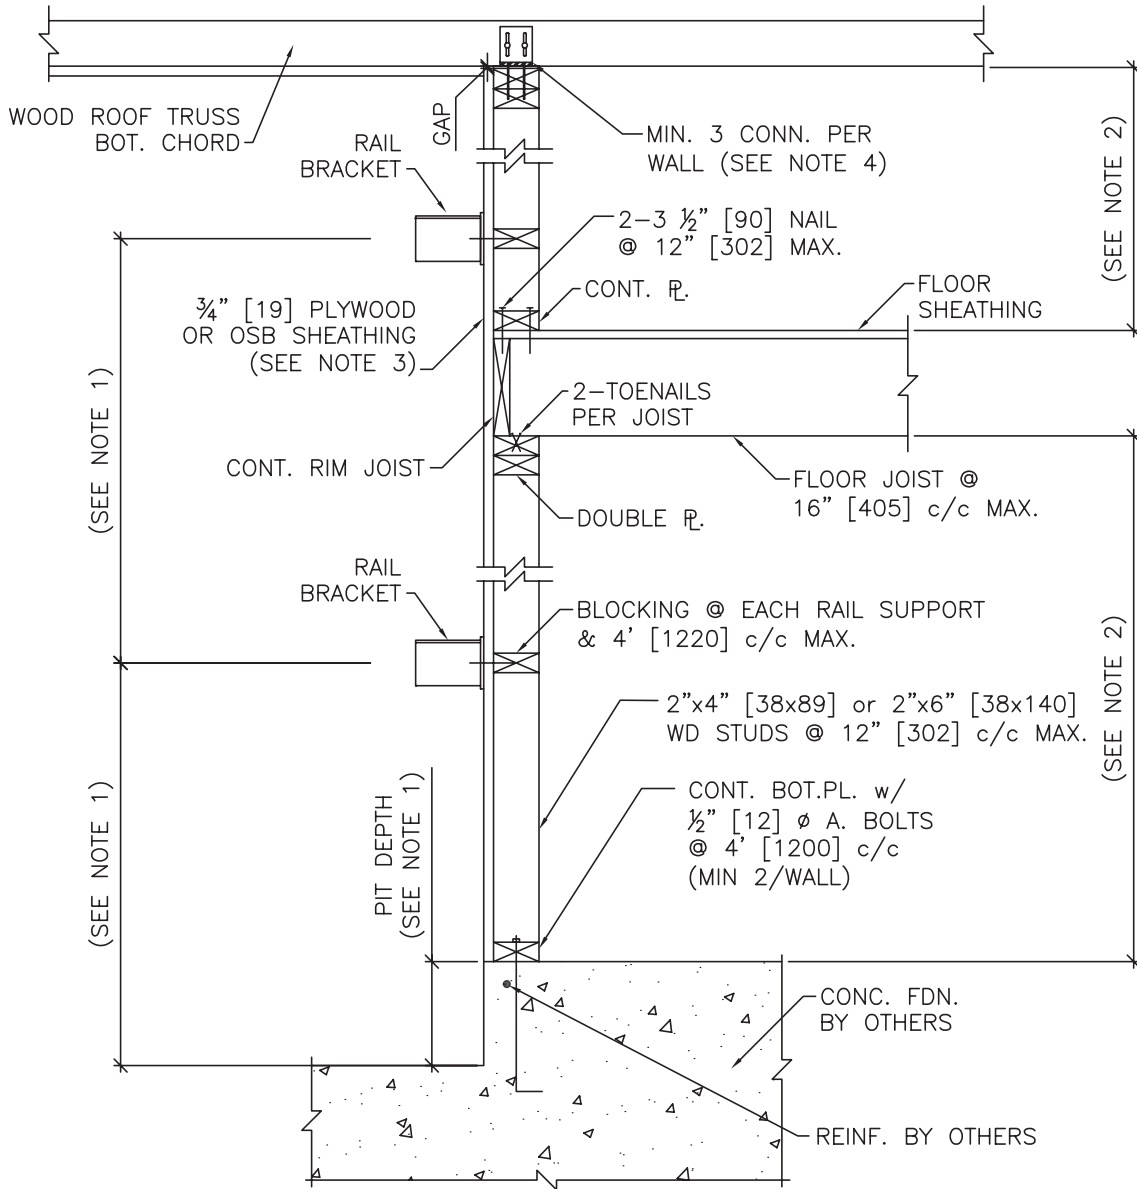 WOOD ROOF TRUSS
BOT. CHORD
GAP
RAIL
BRACKET
MIN. 3 CONN. PER
WALL (SEE NOTE 4)
(SEE NOTE 2)
2-3 ½" [90] NAIL
@ 12" [302] MAX.
CONT. ⅊.
FLOOR
SHEATHING
¾" [19] PLYWOOD
OR OSB SHEATHING
(SEE NOTE 3)
(SEE NOTE 1)
2-TOENAILS
PER JOIST
CONT. RIM JOIST
FLOOR JOIST @
16" [405] c/c MAX.
DOUBLE ⅊.
RAIL
BRACKET
BLOCKING @ EACH RAIL SUPPORT
& 4' [1220] c/c MAX.
(SEE NOTE 2)
2"x4" [38x89] or 2"x6" [38x140]
WD STUDS @ 12" [302] c/c MAX.
(SEE NOTE 1)
PIT DEPTH
(SEE NOTE 1)
CONT. BOT.PL. w/
½" [12] ø A. BOLTS
@ 4' [1200] c/c
(MIN 2/WALL)
CONC. FDN.
BY OTHERS
REINF. BY OTHERS